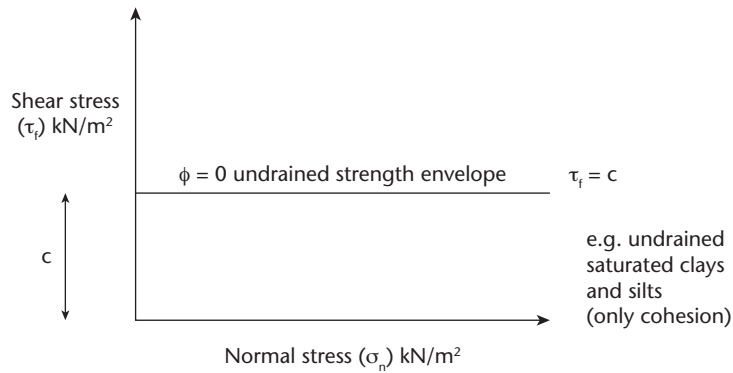 Shear stress
(τf) kN/m²
ϕ = 0 undrained strength envelope
τf = c
c
e.g. undrained
saturated clays
and silts
(only cohesion)
Normal stress (σn) kN/m²